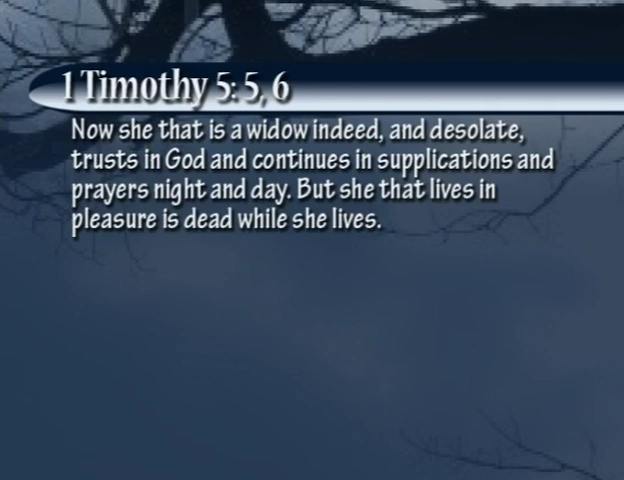 1 Timothy 5: 5, 6
Now she that is a widow indeed, and desolate,
trusts in God and continues in supplications and
prayers night and day. But she that lives in
pleasure is dead while she lives.